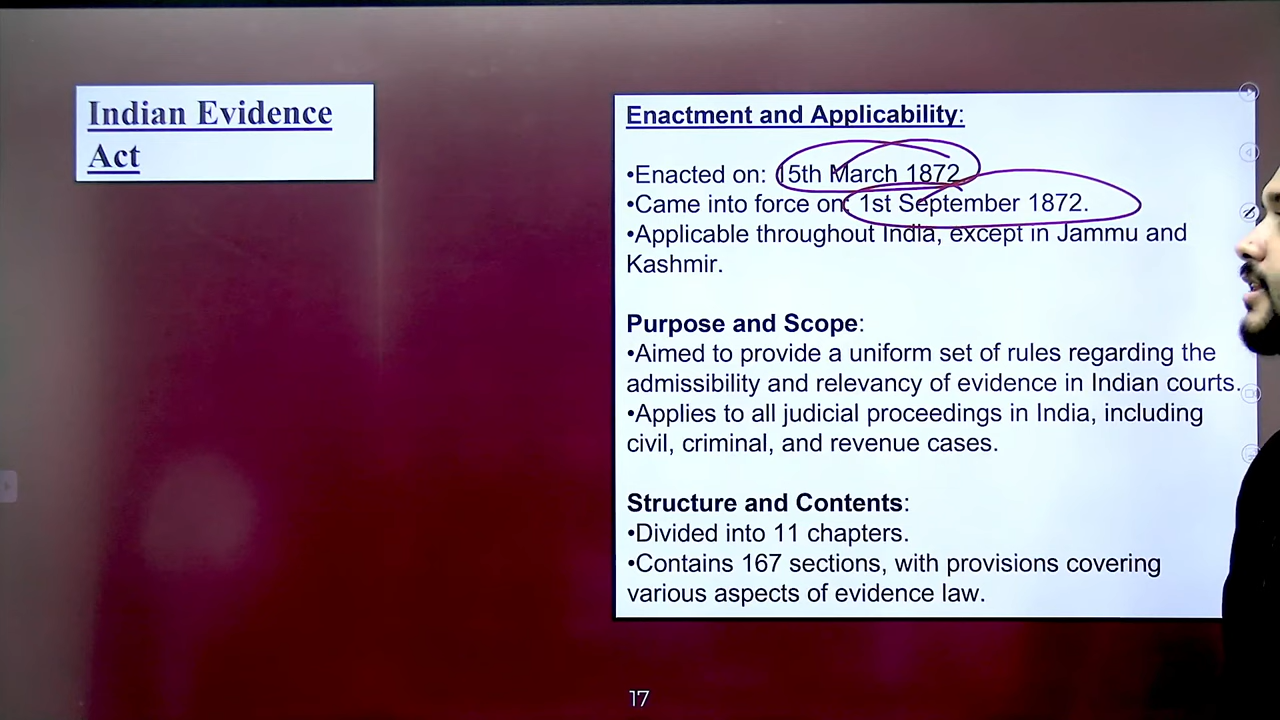 Indian Evidence
Act
Enactment and Applicability:
•Enacted on: 15th March 1872.
•Came into force on: 1st September 1872.
•Applicable throughout India, except in Jammu and
Kashmir.
Purpose and Scope:
•Aimed to provide a uniform set of rules regarding the
admissibility and relevancy of evidence in Indian courts.
•Applies to all judicial proceedings in India, including
civil, criminal, and revenue cases.
Structure and Contents:
•Divided into 11 chapters.
•Contains 167 sections, with provisions covering
various aspects of evidence law.
17